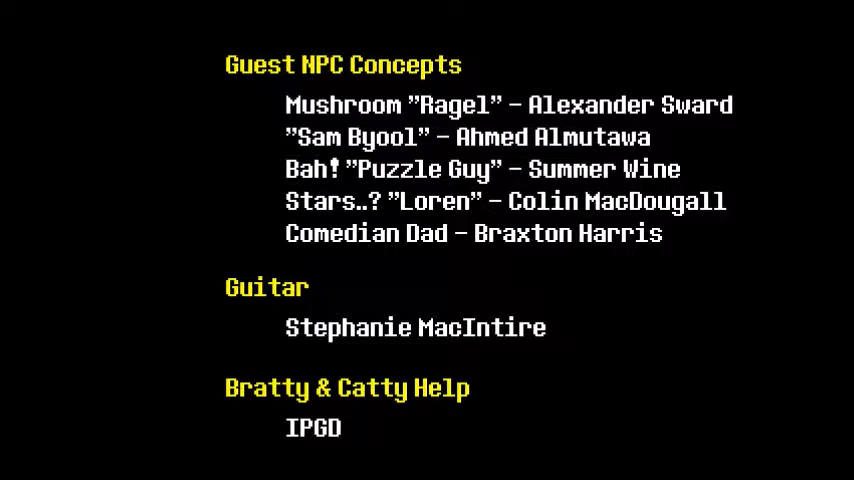 Guest NPC Concepts
Mushroom "Ragel" - Alexander Sward
"Sam Byool" - Ahmed Almutawa
Bah! "Puzzle Guy" - Summer Wine
Stars..? "Loren" - Colin MacDougall
Comedian Dad - Braxton Harris
Guitar
Stephanie MacIntire
Bratty & Catty Help
IPGD